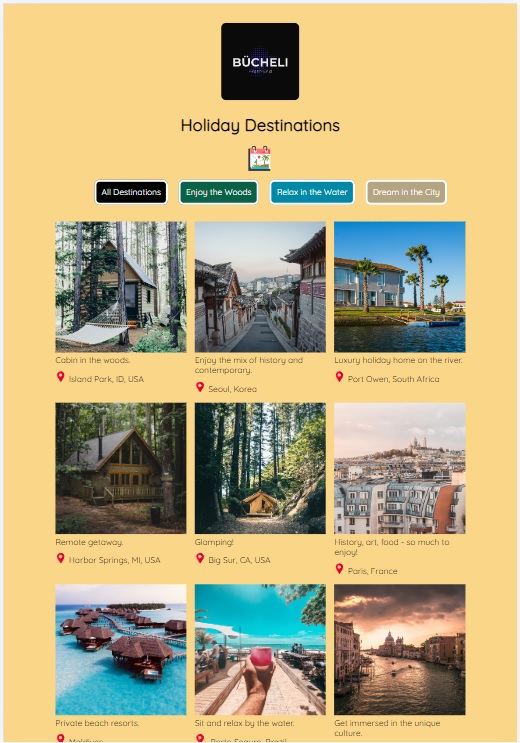 BÜCHELI
Holiday Destinations
All Destinations
Enjoy the Woods
Relax in the Water
Dream in the City
Cabin in the woods.
Island Park, ID, USA
Enjoy the mix of history and
contemporary.
Seoul, Korea
Luxury holiday home on the river.
Port Owen, South Africa
Remote getaway.
Harbor Springs, MI, USA
Glamping!
Big Sur, CA, USA
History, art, food - so much to
enjoy!
Paris, France
Private beach resorts.
Maldives
Sit and relax by the water.
Porto Seguro, Brazil
Get immersed in the unique
culture.